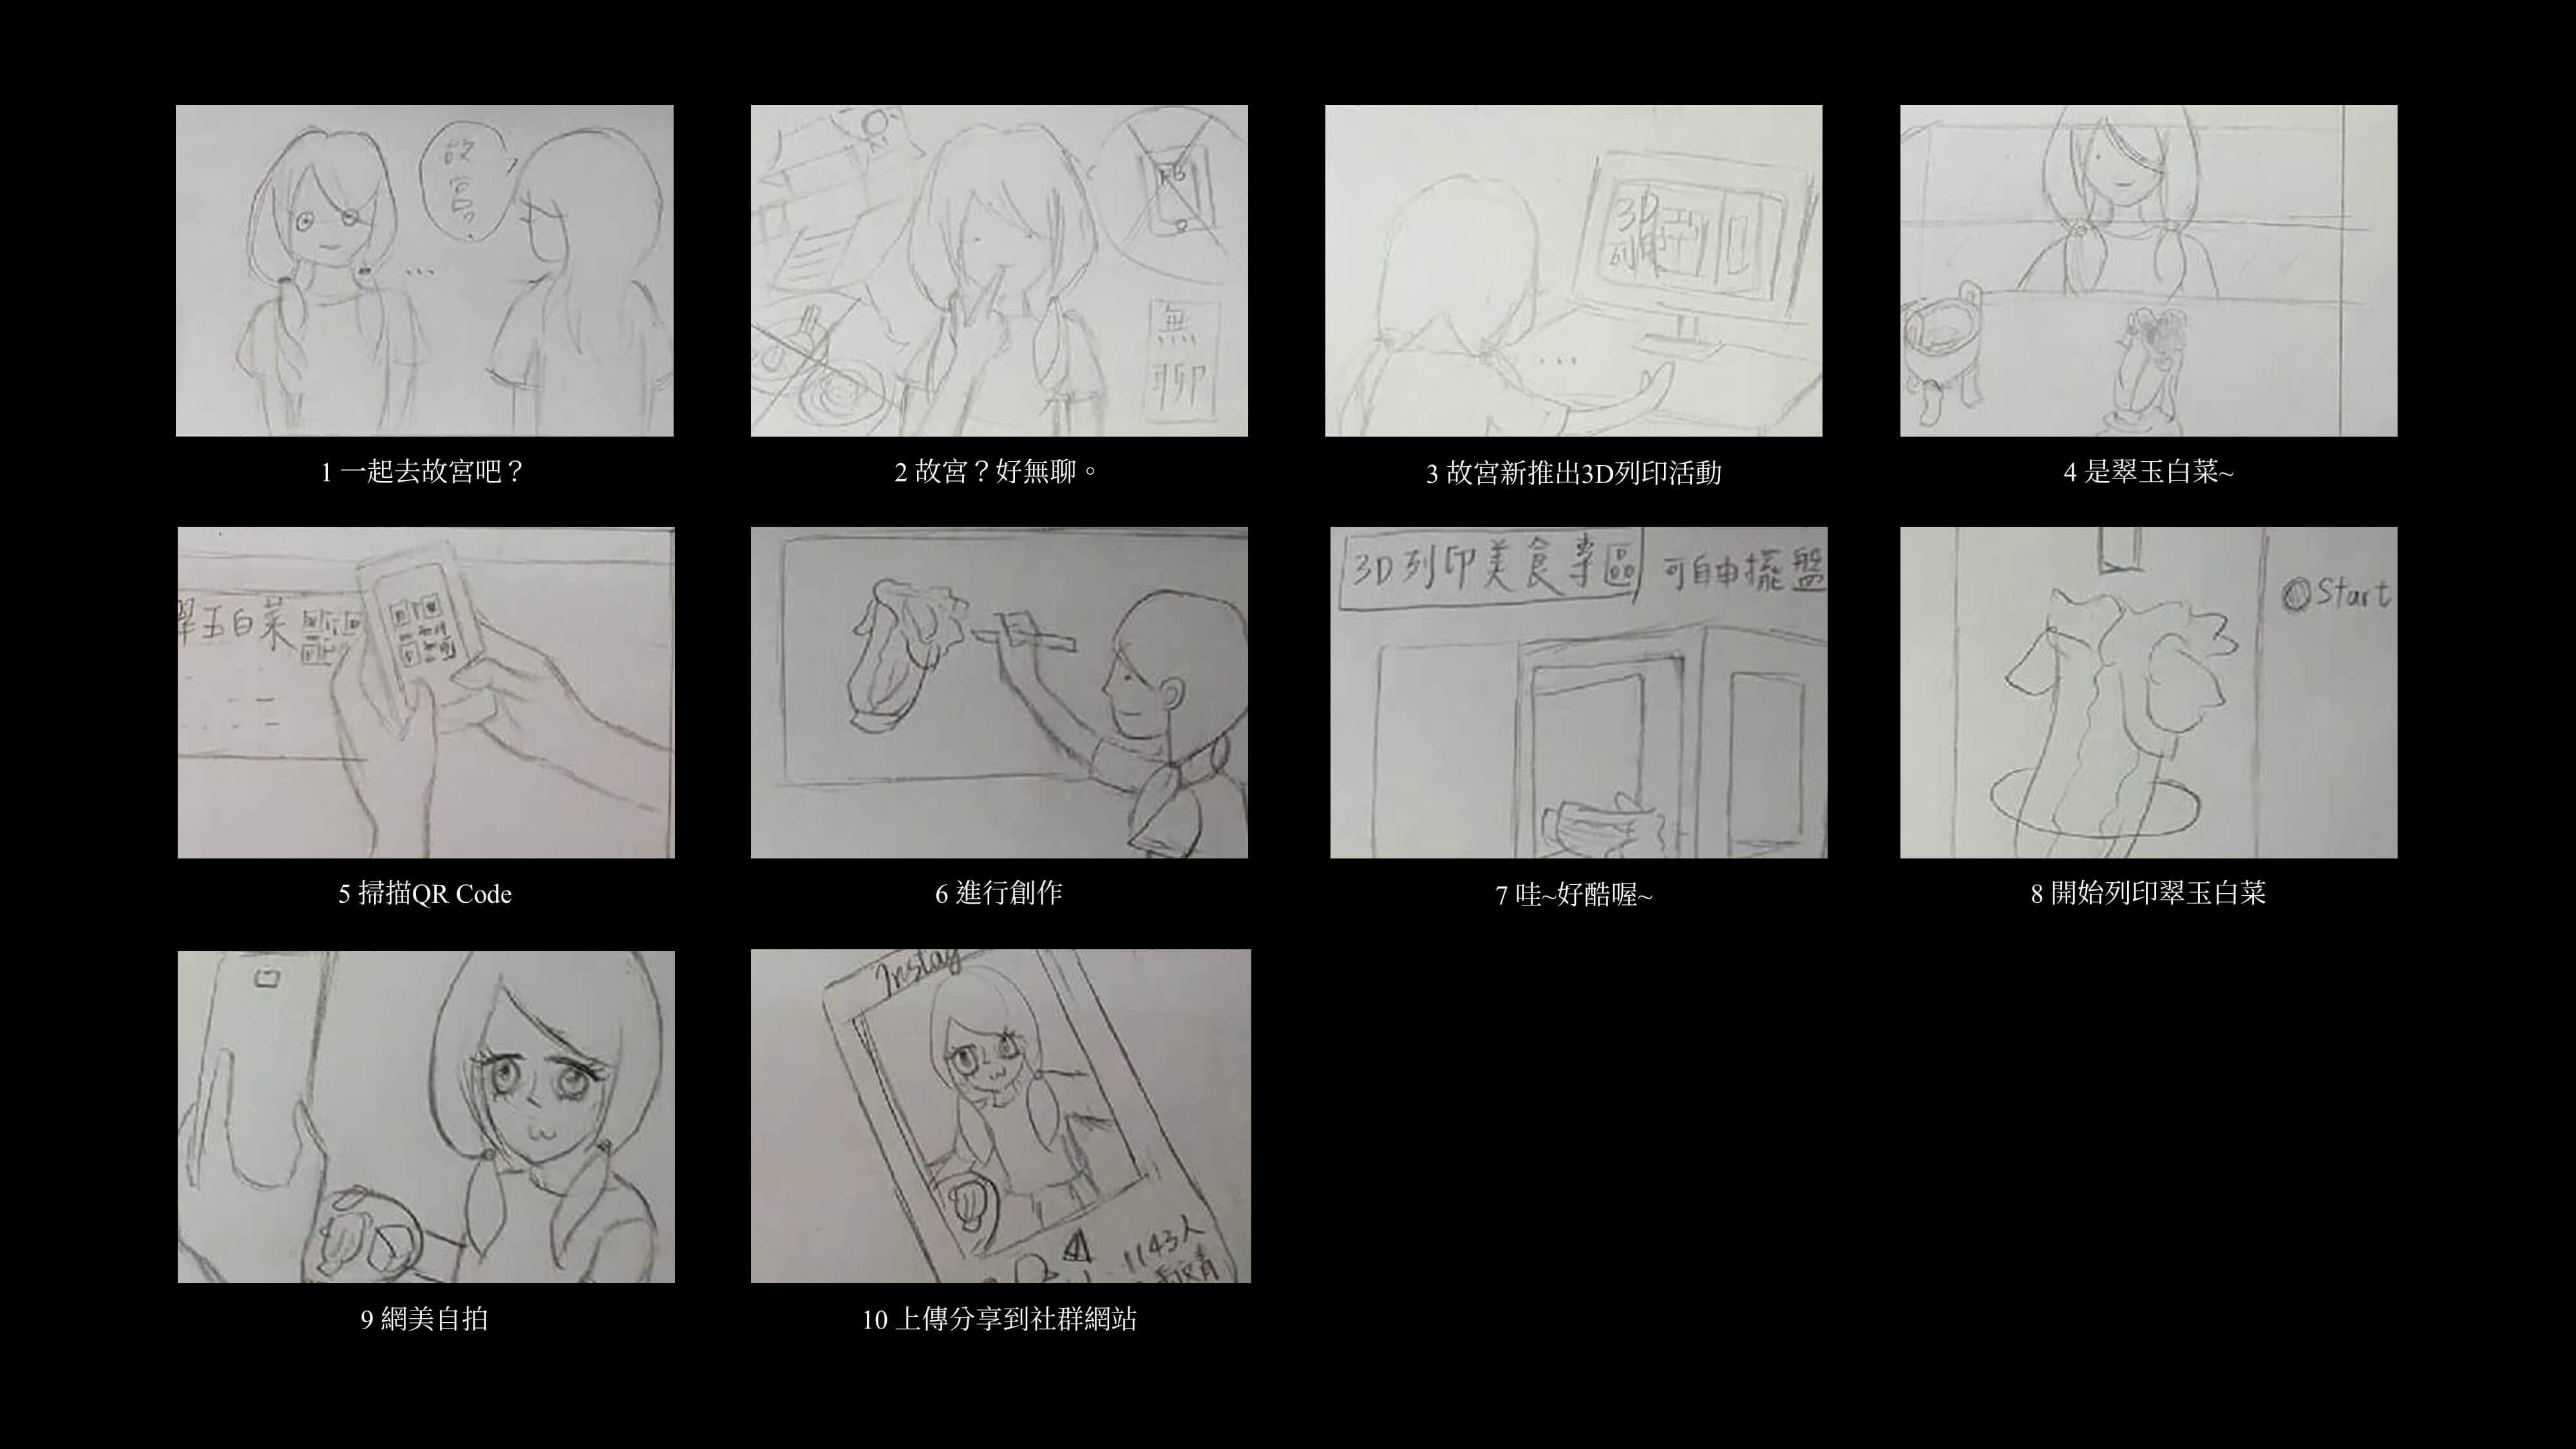 故
宮?
1 一起去故宮吧？
FB
無
聊
2 故宮？好無聊。
3D
列印
3 故宮新推出3D列印活動
4 是翠玉白菜~
翠五白菜
5 掃描QR Code
6 進行創作
3D列印美食專區 可自由擺盤
7 哇~好酷喔~
Start
8 開始列印翠玉白菜
9 網美自拍
Instag
1143人
10 上傳分享到社群網站